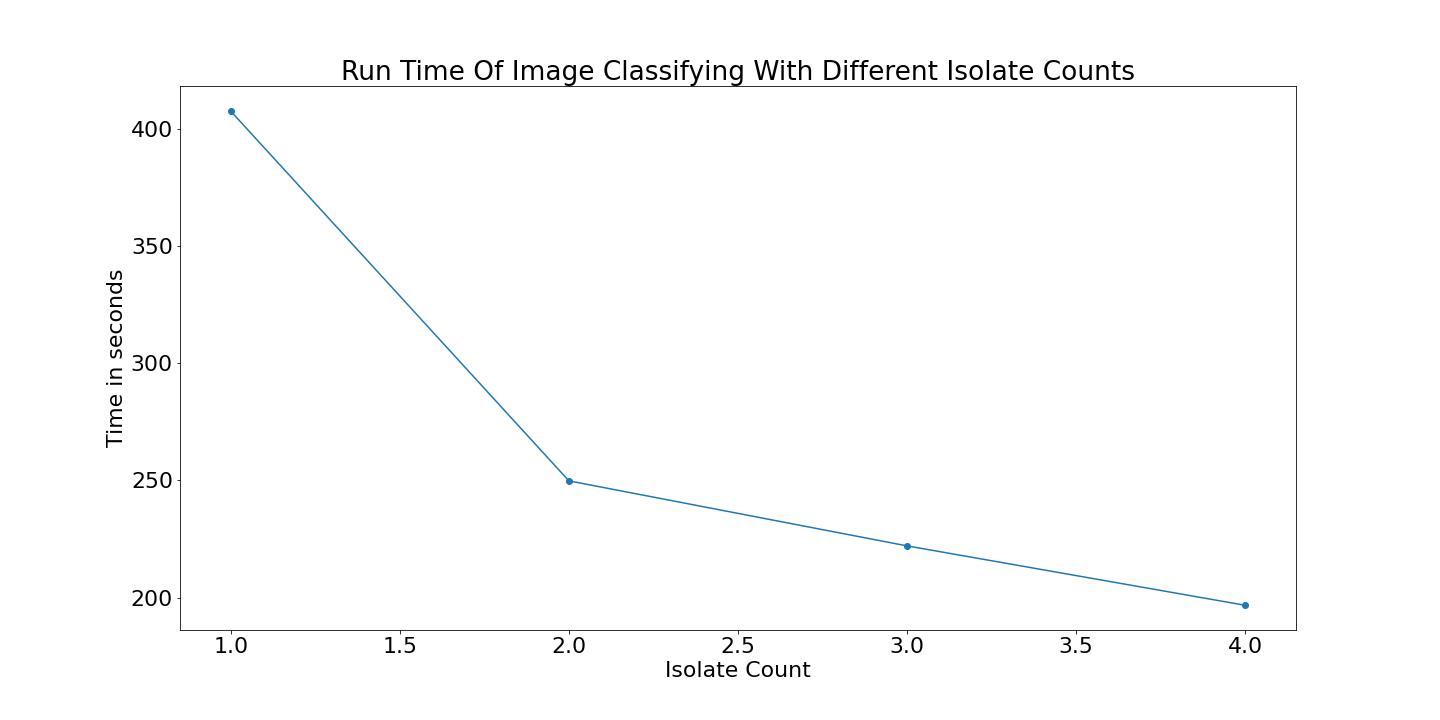 Run Time Of Image Classifying With Different Isolate Counts
400
350
300
250
200
Time in seconds
1.0 1.5 2.0 2.5 3.0 3.5 4.0
Isolate Count